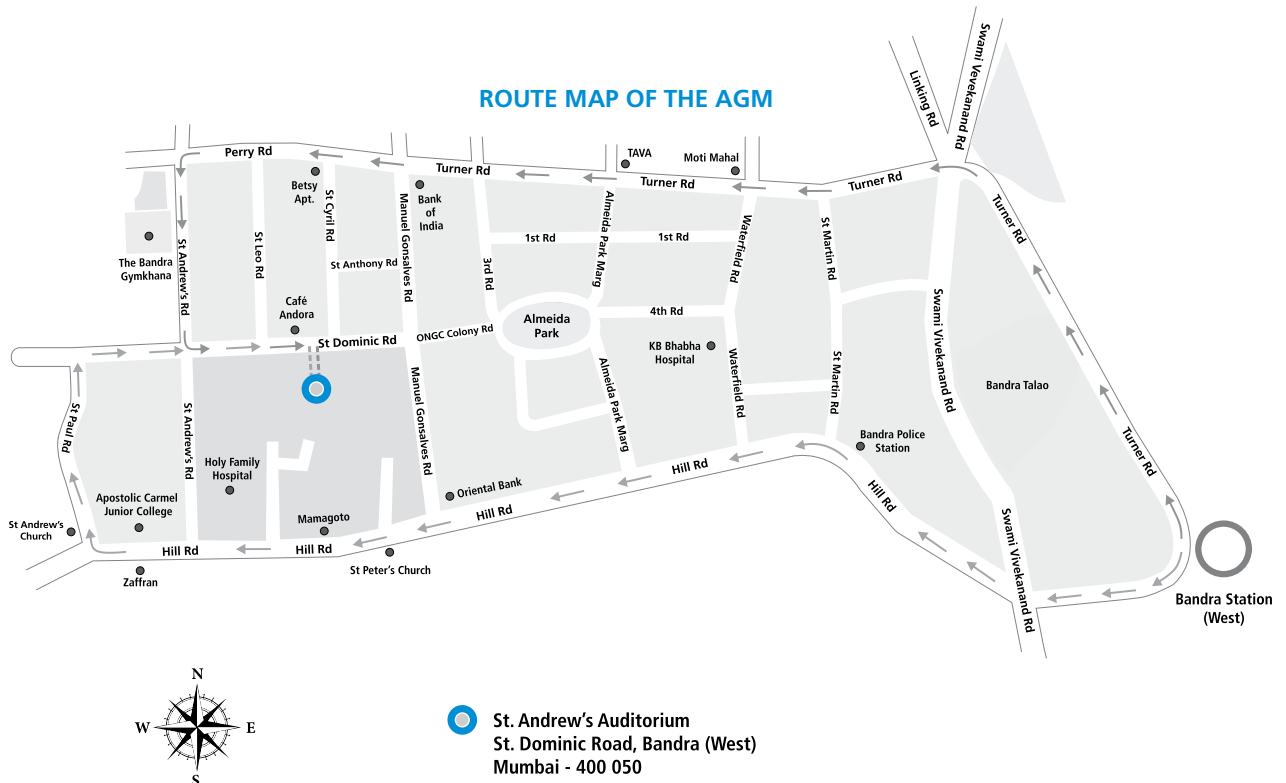 ROUTE MAP OF THE AGM
Linking Rd
Swami Vevekanand Rd
Perry Rd
Turner Rd
TAVA
Moti Mahal
Turner Rd
Turner Rd
Turner Rd
Betsy
Apt.
Bank
of
India
St Cyril Rd
Manuel Gonsalves Rd
Almeida Park Marg
Waterfield Rd
St Martin Rd
The Bandra
Gymkhana
St Andrew's Rd
St Leo Rd
St Anthony Rd
3rd Rd
1st Rd
1st Rd
Café
Andora
St Dominic Rd
ONGC Colony Rd
Almeida
Park
4th Rd
KB Bhabha
Hospital
Swami Vivekanand Rd
Bandra Talao
St Paul Rd
St Andrew's Rd
Manuel Gonsalves Rd
Almeida Park Marg
Waterfield Rd
St Martin Rd
Bandra Police
Station
Turner Rd
Holy Family
Hospital
Apostolic Carmel
Junior College
St Andrew's
Church
Mamagoto
Oriental Bank
Hill Rd
Hill Rd
Hill Rd
Hill Rd
Hill Rd
Zaffran
St Peter's Church
Swami Vivekanand Rd
Bandra Station
(West)
N
W
E
S
St. Andrew's Auditorium
St. Dominic Road, Bandra (West)
Mumbai - 400 050